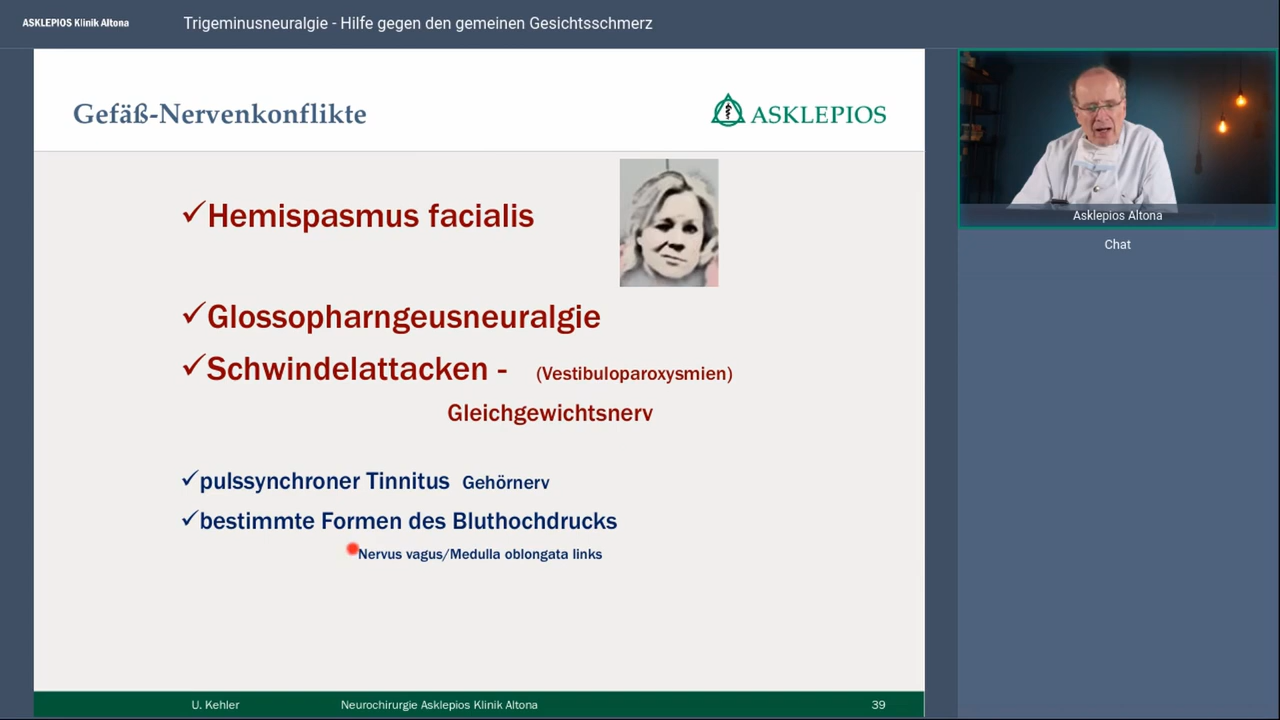 ASKLEPIOS Klinik Altona
Trigeminusneuralgie - Hilfe gegen den gemeinen Gesichtsschmerz
Gefäß-Nervenkonflikte
ASKLEPIOS
✓Hemispasmus facialis
✓Glossopharngeusneuralgie
✓Schwindelattacken - (Vestibuloparoxysmien)
Gleichgewichtsnerv
✓pulssynchroner Tinnitus Gehörnerv
✓bestimmte Formen des Bluthochdrucks
Nervus vagus/Medulla oblongata links
U. Kehler Neurochirurgie Asklepios Klinik Altona 39
Asklepios Altona
Chat